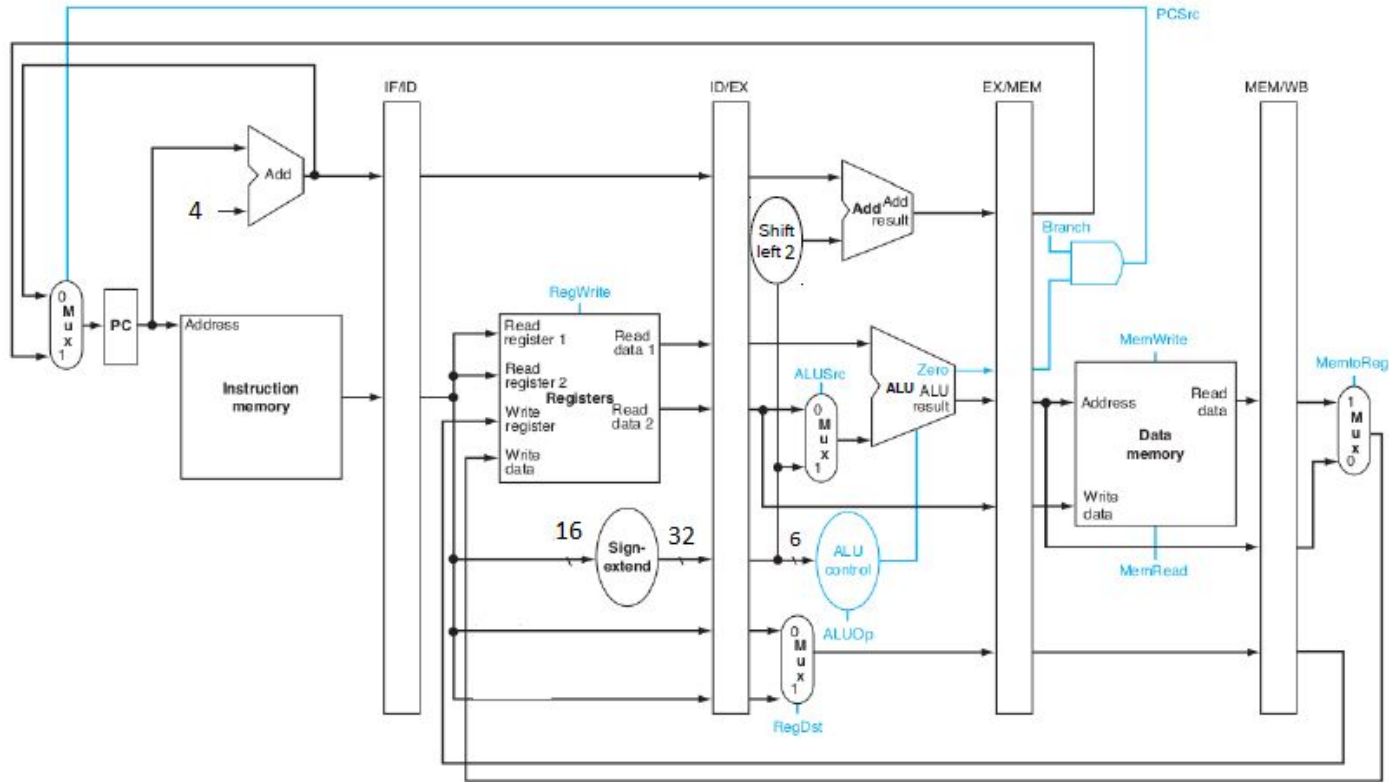 PCSrc
IF/ID
ID/EX
EX/MEM
MEM/WB
Add
4
Shift
left 2
Add Add
result
Branch
0
M
u
x
1
PC
Address
Instruction
memory
RegWrite
Read
register 1
Read
data 1
Read
register 2
Registers
Write
register
Read
data 2
Write
data
ALUSrc
0
M
u
x
1
Zero
ALU ALU
result
MemWrite
Address
Read
data
Data
memory
Write
data
MemRead
MemtoReg
1
M
u
x
0
16
Sign-
extend
32
6
ALU
control
ALUOp
0
M
u
x
1
RegDst